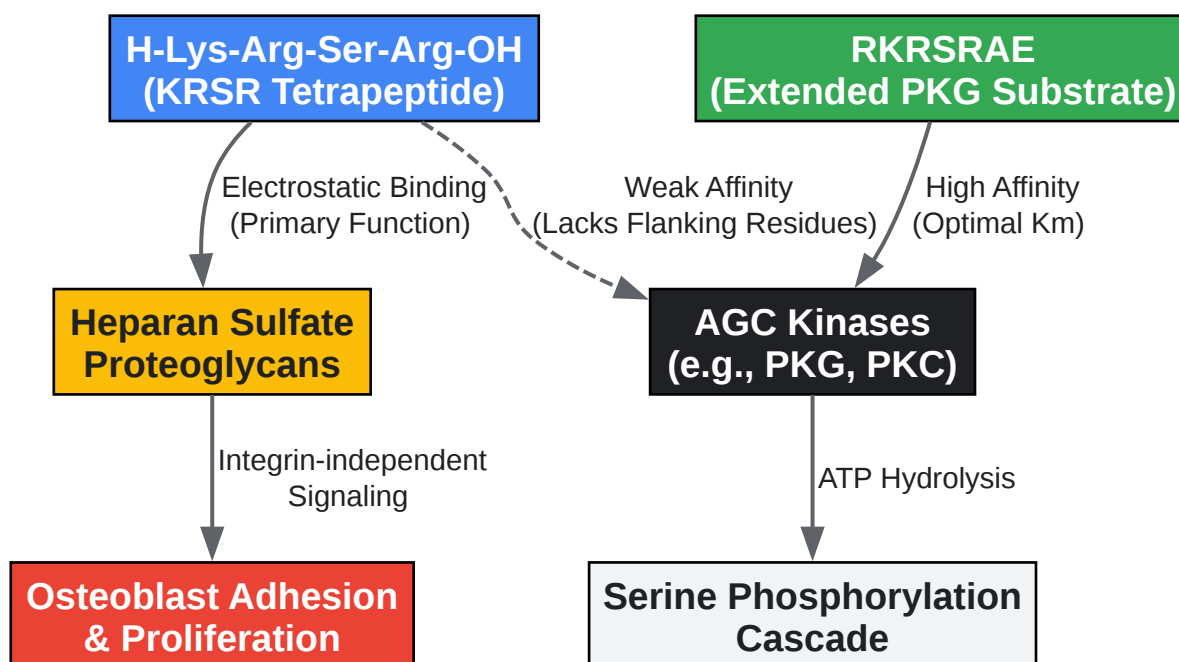 H-Lys-Arg-Ser-Arg-OH
(KRSR Tetrapeptide)
RKRSRAE
(Extended PKG Substrate)
Electrostatic Binding
(Primary Function)
Weak Affinity
(Lacks Flanking Residues)
High Affinity
(Optimal Km)
Heparan Sulfate
Proteoglycans
AGC Kinases
(e.g., PKG, PKC)
Integrin-independent
Signaling
ATP Hydrolysis
Osteoblast Adhesion
& Proliferation
Serine Phosphorylation
Cascade